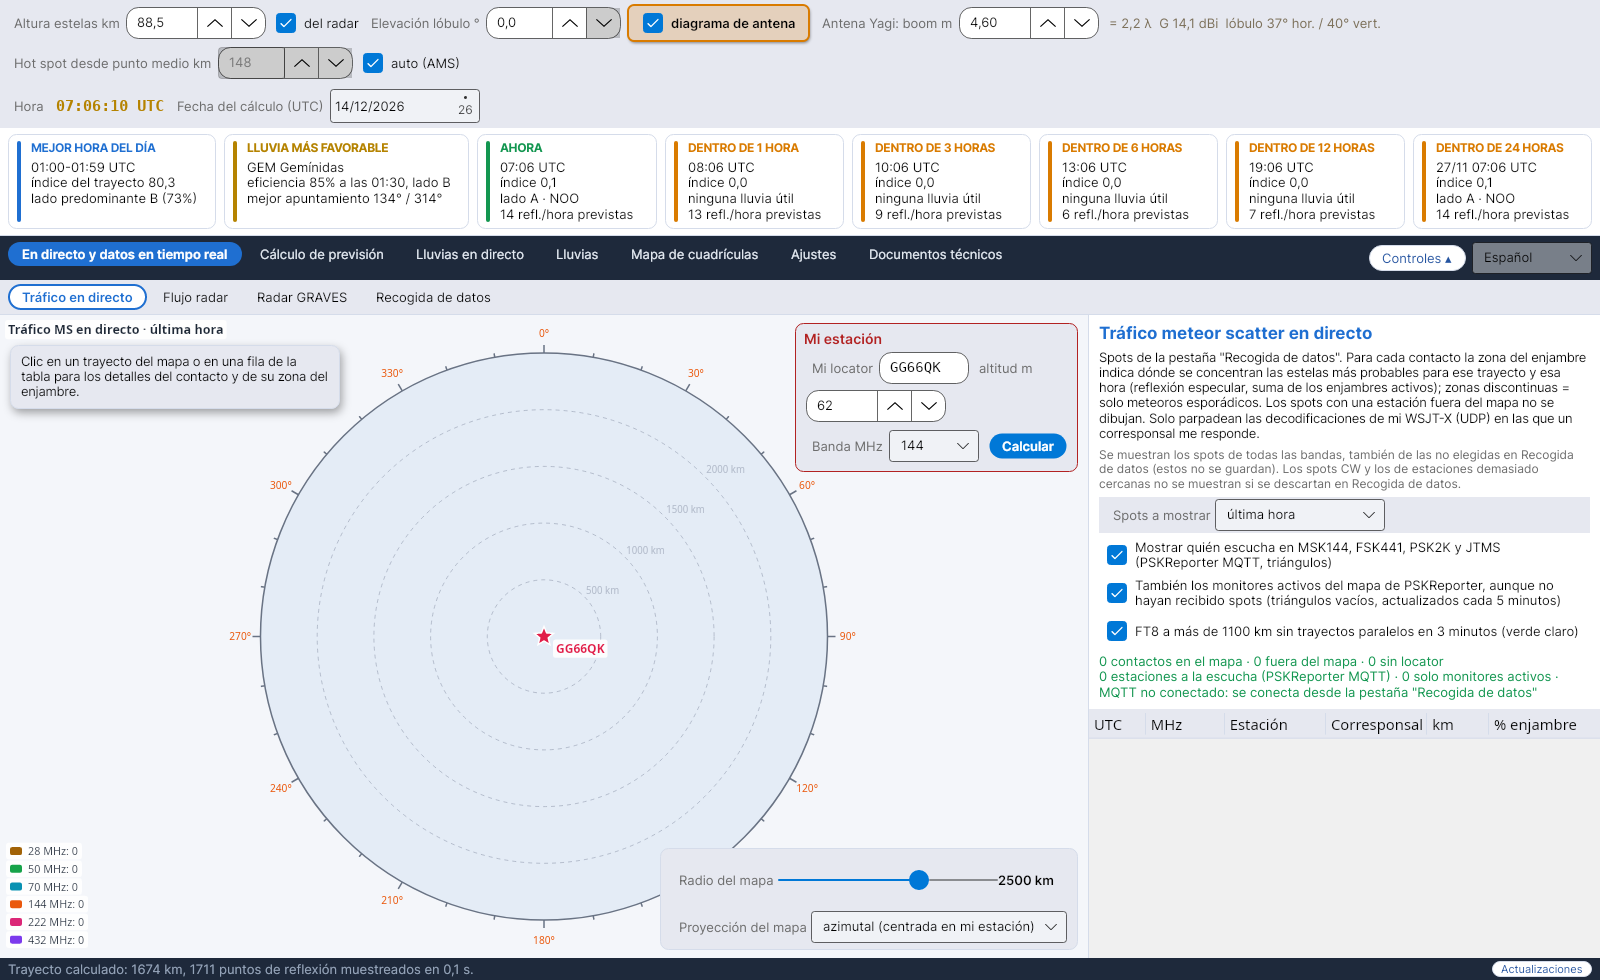 Altura estelas km 88,5 del radar Elevación lóbulo ° 0,0 diagrama de antena Antena Yagi: boom m 4,60 = 2,2 λ G 14,1 dBi lóbulo 37° hor. / 40° vert.
Hot spot desde punto medio km 148 auto (AMS)
Hora 07:06:10 UTC Fecha del cálculo (UTC) 14/12/2026 26
MEJOR HORA DEL DÍA
01:00-01:59 UTC
índice del trayecto 80,3
lado predominante B (73%)
LLUVIA MÁS FAVORABLE
GEM Gemínidas
eficiencia 85% a las 01:30, lado B
mejor apuntamiento 134° / 314°
AHORA
07:06 UTC
índice 0,1
lado A · NOO
14 refl./hora previstas
DENTRO DE 1 HORA
08:06 UTC
índice 0,0
ninguna lluvia útil
13 refl./hora previstas
DENTRO DE 3 HORAS
10:06 UTC
índice 0,0
ninguna lluvia útil
9 refl./hora previstas
DENTRO DE 6 HORAS
13:06 UTC
índice 0,0
ninguna lluvia útil
6 refl./hora previstas
DENTRO DE 12 HORAS
19:06 UTC
índice 0,0
ninguna lluvia útil
7 refl./hora previstas
DENTRO DE 24 HORAS
27/11 07:06 UTC
índice 0,1
lado A · NOO
14 refl./hora previstas
En directo y datos en tiempo real Cálculo de previsión Lluvias en directo Lluvias Mapa de cuadrículas Ajustes Documentos técnicos Controles ▴ Español
Tráfico en directo Flujo radar Radar GRAVES Recogida de datos
Tráfico MS en directo · última hora
Clic en un trayecto del mapa o en una fila de la
tabla para los detalles del contacto y de su zona del
enjambre.
0°
30°
60°
90°
120°
180°
210°
240°
270°
300°
330°
2000 km
1500 km
1000 km
500 km
GG66QK
Mi estación
Mi locator GG66QK altitud m
62
Banda MHz 144 Calcular
28 MHz: 0
50 MHz: 0
70 MHz: 0
144 MHz: 0
222 MHz: 0
432 MHz: 0
Radio del mapa 2500 km
Proyección del mapa azimutal (centrada en mi estación)
Tráfico meteor scatter en directo
Spots de la pestaña "Recogida de datos". Para cada contacto la zona del enjambre
indica dónde se concentran las estelas más probables para ese trayecto y esa
hora (reflexión especular, suma de los enjambres activos); zonas discontinuas =
solo meteoros esporádicos. Los spots con una estación fuera del mapa no se
dibujan. Solo parpadean las decodificaciones de mi WSJT-X (UDP) en las que un
corresponsal me responde.
Se muestran los spots de todas las bandas, también de las no elegidas en Recogida
de datos (estos no se guardan). Los spots CW y los de estaciones demasiado
cercanas no se muestran si se descartan en Recogida de datos.
Spots a mostrar última hora
Mostrar quién escucha en MSK144, FSK441, PSK2K y JTMS
(PSKReporter MQTT, triángulos)
También los monitores activos del mapa de PSKReporter, aunque no
hayan recibido spots (triángulos vacíos, actualizados cada 5 minutos)
FT8 a más de 1100 km sin trayectos paralelos en 3 minutos (verde claro)
0 contactos en el mapa · 0 fuera del mapa · 0 sin locator
0 estaciones a la escucha (PSKReporter MQTT) · 0 solo monitores activos ·
MQTT no conectado: se conecta desde la pestaña "Recogida de datos"
UTC MHz Estación Corresponsal km % enjambre
Trayecto calculado: 1674 km, 1711 puntos de reflexión muestreados en 0,1 s. Actualizaciones